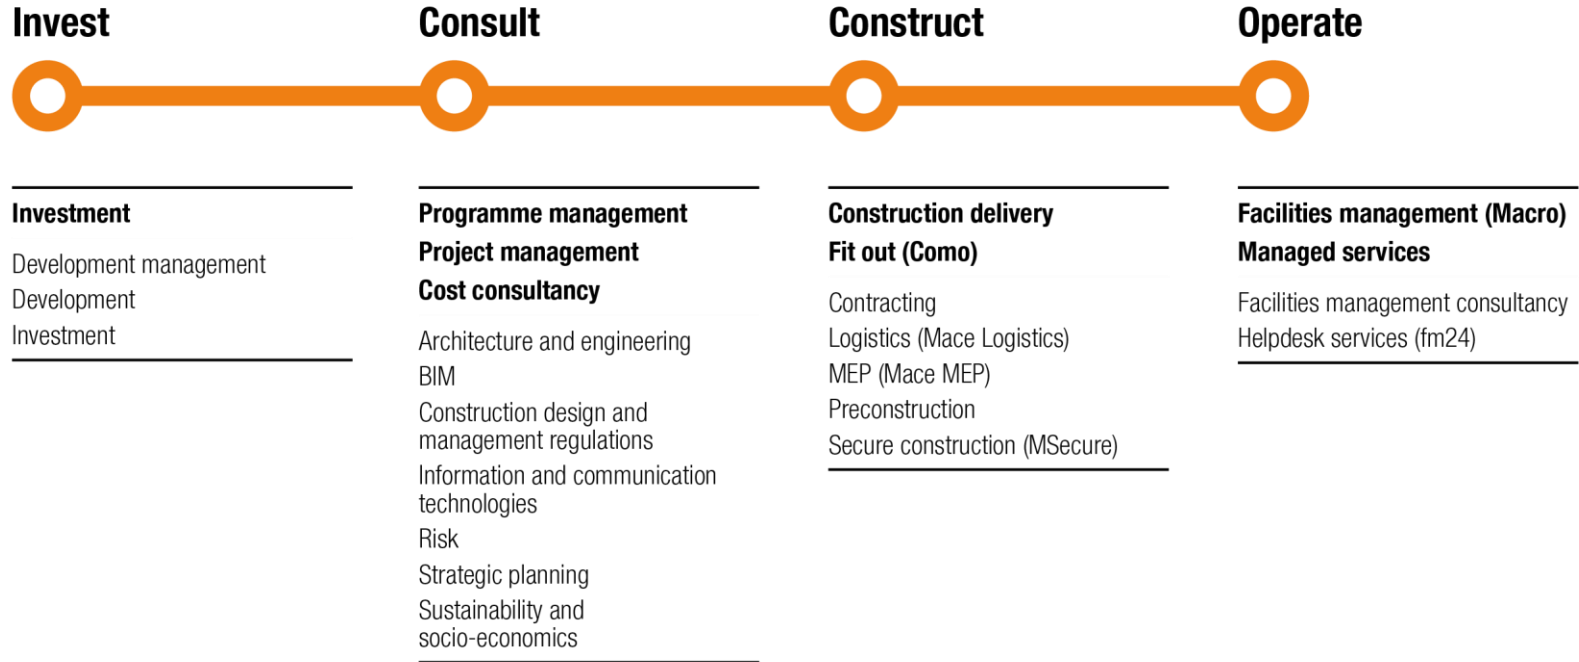 Invest
Consult
Construct
Operate
Investment
Development management
Development
Investment
Programme management
Project management
Cost consultancy
Architecture and engineering
BIM
Construction design and
management regulations
Information and communication
technologies
Risk
Strategic planning
Sustainability and
socio-economics
Construction delivery
Fit out (Como)
Contracting
Logistics (Mace Logistics)
MEP (Mace MEP)
Preconstruction
Secure construction (MSecure)
Facilities management (Macro)
Managed services
Facilities management consultancy
Helpdesk services (fm24)